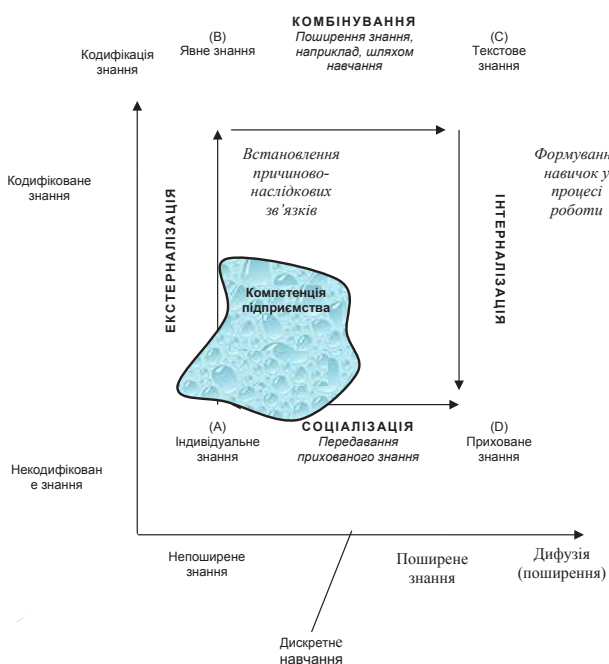 КОМБІНУВАННЯ
(B)
Явне знання
Поширення знання,
наприклад, шляхом
навчання
(C)
Текстове
знання
Кодифікація
знання
Встановлення
причиново-
наслідкових
зв’язків
Формуванн
навичок у
процесі
роботи
Кодифіковане
знання
ЕКСТЕРНАЛІЗАЦІЯ
ІНТЕРНАЛІЗАЦІЯ
Компетенція
підприємства
(A)
Індивідуальне
знання
СОЦІАЛІЗАЦІЯ
Передавання
прихованого знання
(D)
Приховане
знання
Некодифікован
е знання
Непоширене
знання
Поширене
знання
Дифузія
(поширення)
Дискретне
навчання